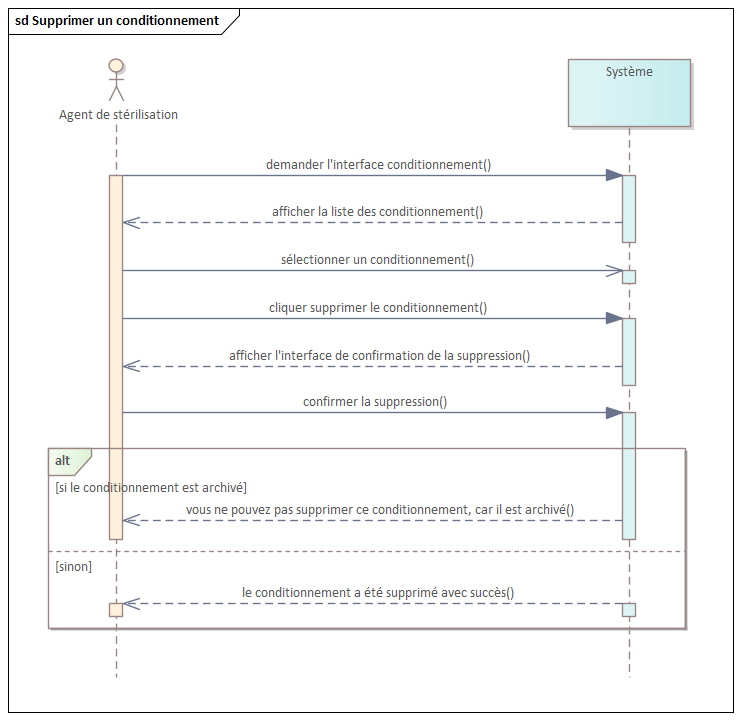 sd Supprimer un conditionnement
Agent de stérilisation
Système
demander l'interface conditionnement()
afficher la liste des conditionnement()
sélectionner un conditionnement()
cliquer supprimer le conditionnement()
afficher l'interface de confirmation de la suppression()
confirmer la suppression()
alt
[si le conditionnement est archivé]
vous ne pouvez pas supprimer ce conditionnement, car il est archivé()
[sinon]
le conditionnement a été supprimé avec succès()